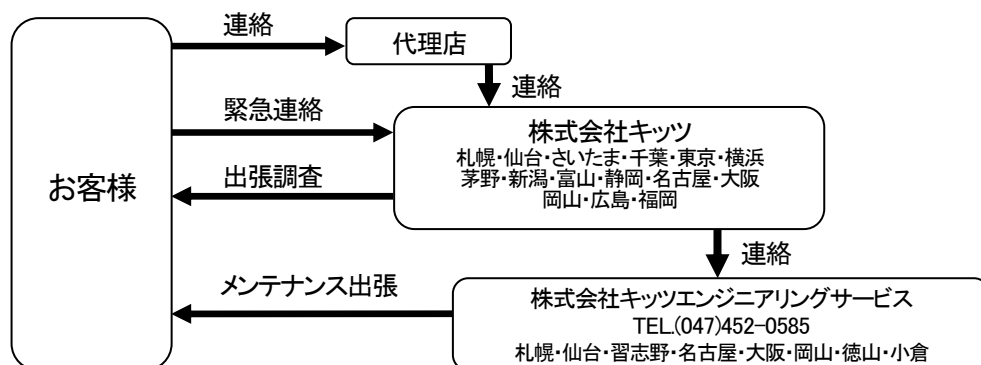 連絡
代理店
連絡
緊急連絡
株式会社キッツ
札幌・仙台・さいたま・千葉・東京・横浜
茅野・新潟・富山・静岡・名古屋・大阪
岡山・広島・福岡
出張調査
お客様
連絡
メンテナンス出張
株式会社キッツエンジニアリングサービス
TEL.(047)452-0585
札幌・仙台・習志野・名古屋・大阪・岡山・徳山・小倉